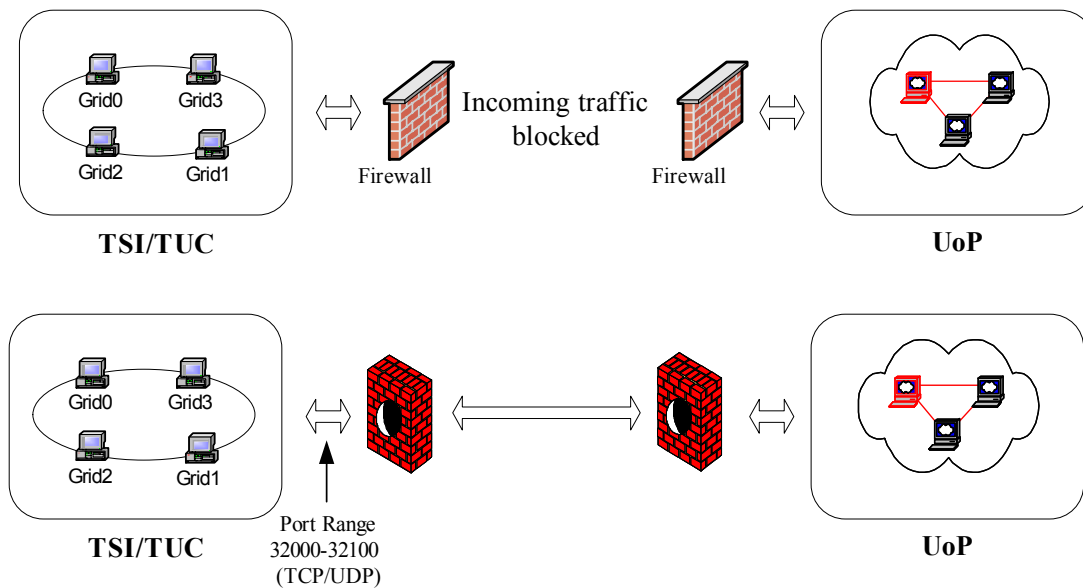 Grid0
Grid3
Grid2
Grid1
TSI/TUC
Firewall
Incoming traffic
blocked
Firewall
UoP
Grid0
Grid3
Grid2
Grid1
TSI/TUC
Port Range
32000-32100
(TCP/UDP)
UoP